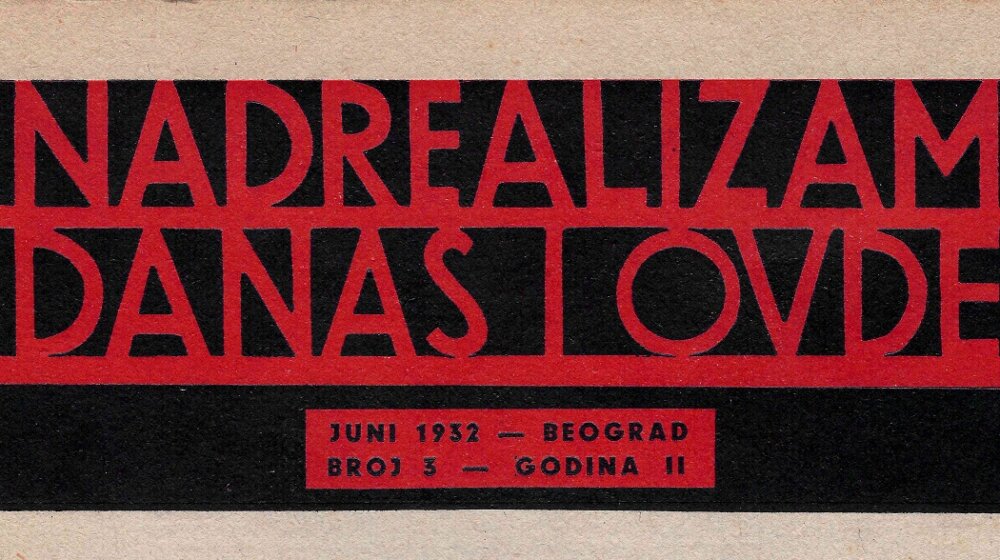 NADREALIZAM
DANAS I OVDE
JUNI 1932 — BEOGRAD
BROJ 3 — GODINA II